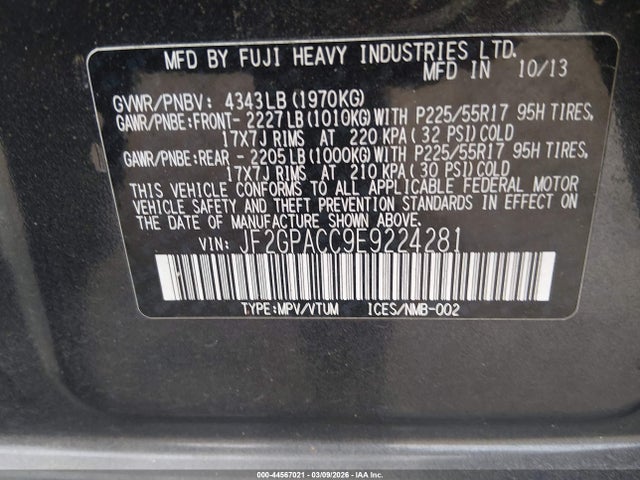 MFD BY FUJI HEAVY INDUSTRIES LTD.
MFD IN 10/13
GVWR/PNBV: 4343LB(1970KG)
GAWR/PNBE:FRONT- 2227LB(1010KG)WITH P225/55R17 95H TIRES,
17X7J RIMS AT 220 KPA(32 PSI)COLD
GAWR/PNBE:REAR - 2205LB(1000KG)WITH P225/55R17 95H TIRES,
17X7J RIMS AT 210 KPA(30 PSI)COLD
THIS VEHICLE CONFORMS TO ALL APPLICABLE FEDERAL MOTOR
VEHICLE SAFETY AND THEFT PREVENTION STANDARDS IN EFFECT ON
THE DATE OF MANUFACTURE SHOWN ABOVE.
VIN: JF2GPACC9E9224281
TYPE:MPV/VTUM ICES/NMB-002
000-44567021 - 03/09/2026 - IAAI.com